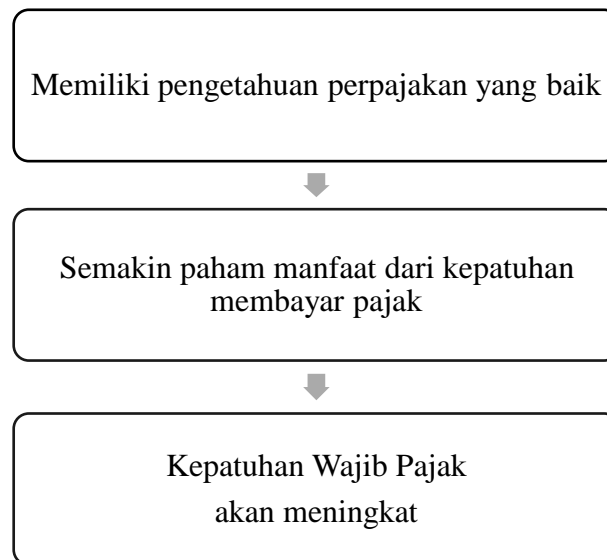 Memiliki pengetahuan perpajakan yang baik
Semakin paham manfaat dari kepatuhan
membayar pajak
Kepatuhan Wajib Pajak
akan meningkat